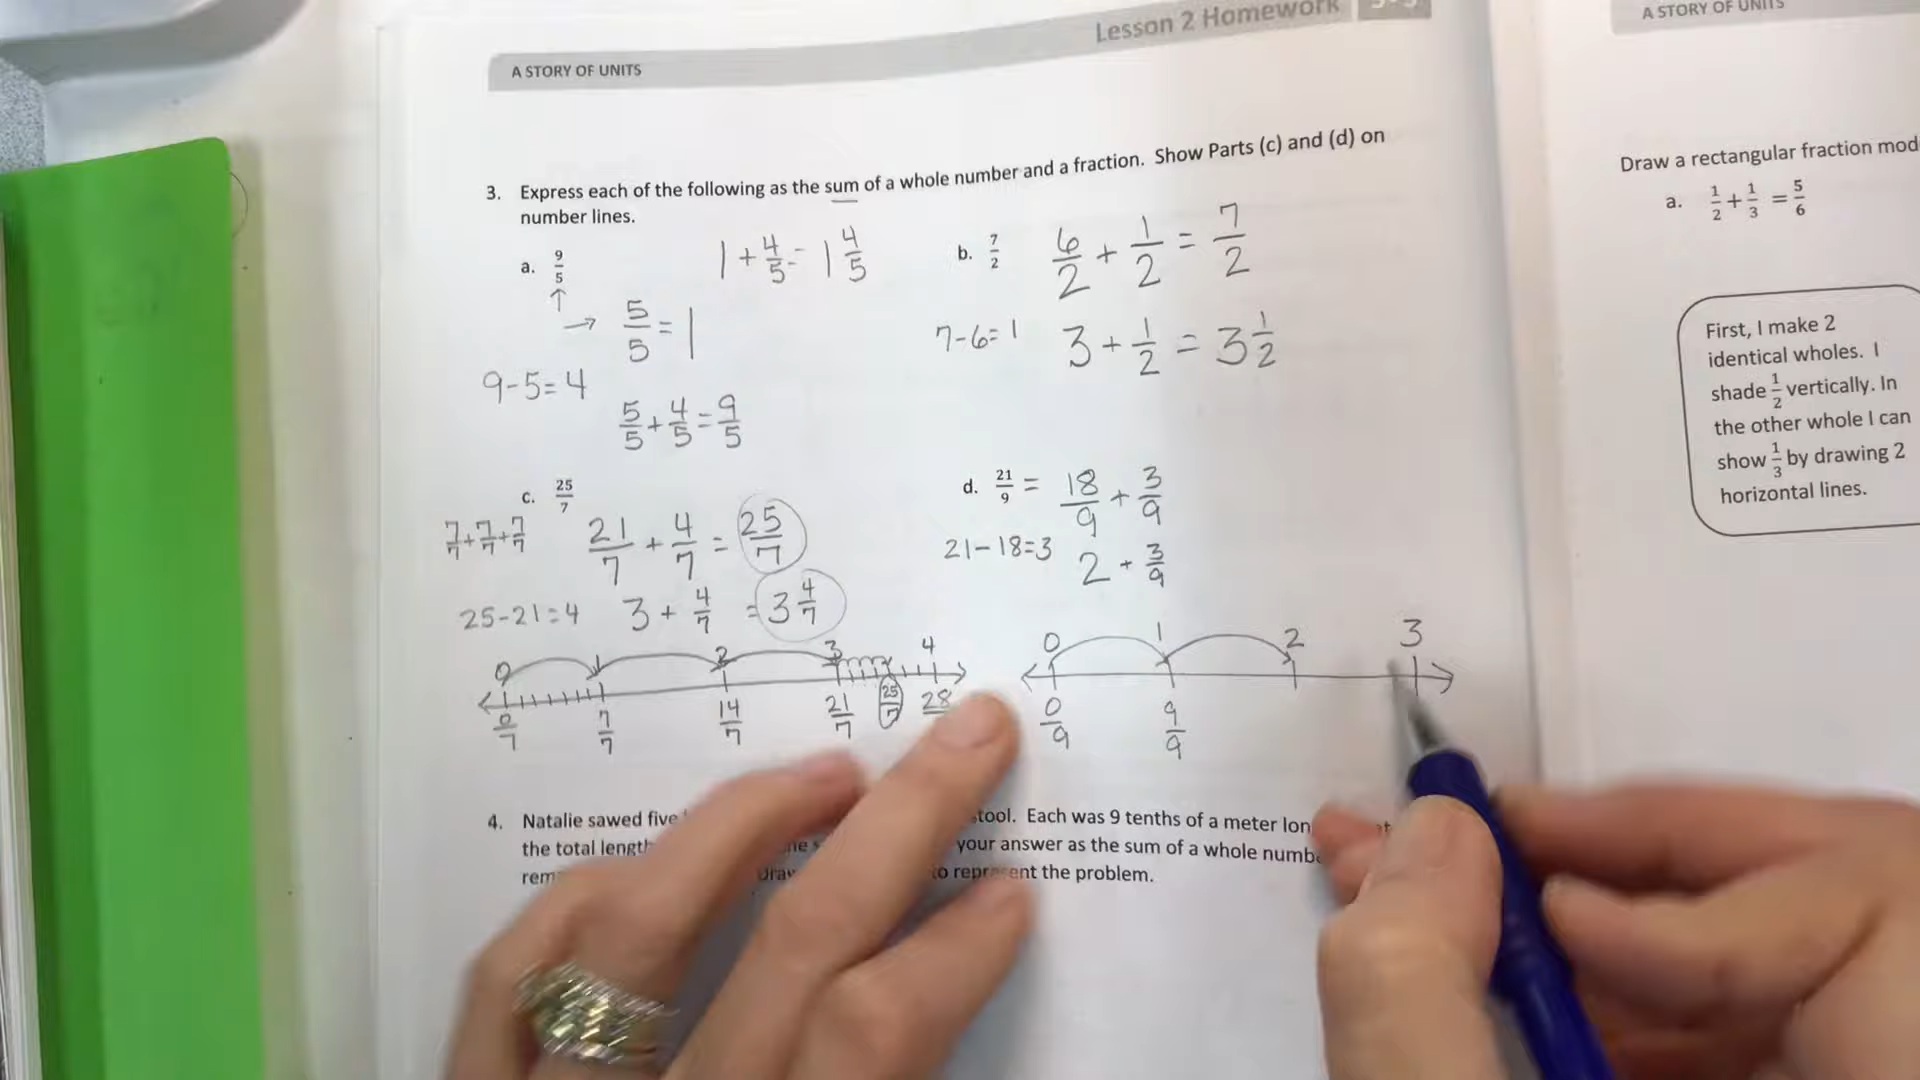 Lesson 2 Homework
A STORY OF UNITS
3. Express each of the following as the sum of a whole number and a fraction. Show Parts (c) and (d) on
number lines.
a. 9/5
1 + 4/5 = 1 4/5
→ 5/5 = 1
9-5=4
5/5 + 4/5 = 9/5
b. 7/2
6/2 + 1/2 = 7/2
7-6=1
3 + 1/2 = 3 1/2
c. 25/7
7/7+7/7+7/7
21/7 + 4/7 = 25/7
25-21=4
3 + 4/7 = 3 4/7
0 1 2 3 4
0/7 7/7 14/7 21/7 25/7 28
d. 21/9 = 18/9 + 3/9
21-18=3
2 + 3/9
0 1 2 3
0/9 9/9
4. Natalie sawed five tool. Each was 9 tenths of a meter
the total your answer as the sum of a whole
to represent the problem.
A STORY OF UNITS
Draw a rectangular fraction mod
a. 1/2 + 1/3 = 5/6
First, I make 2
identical wholes. I
shade 1/2 vertically. In
the other whole I can
show 1/3 by drawing 2
horizontal lines.